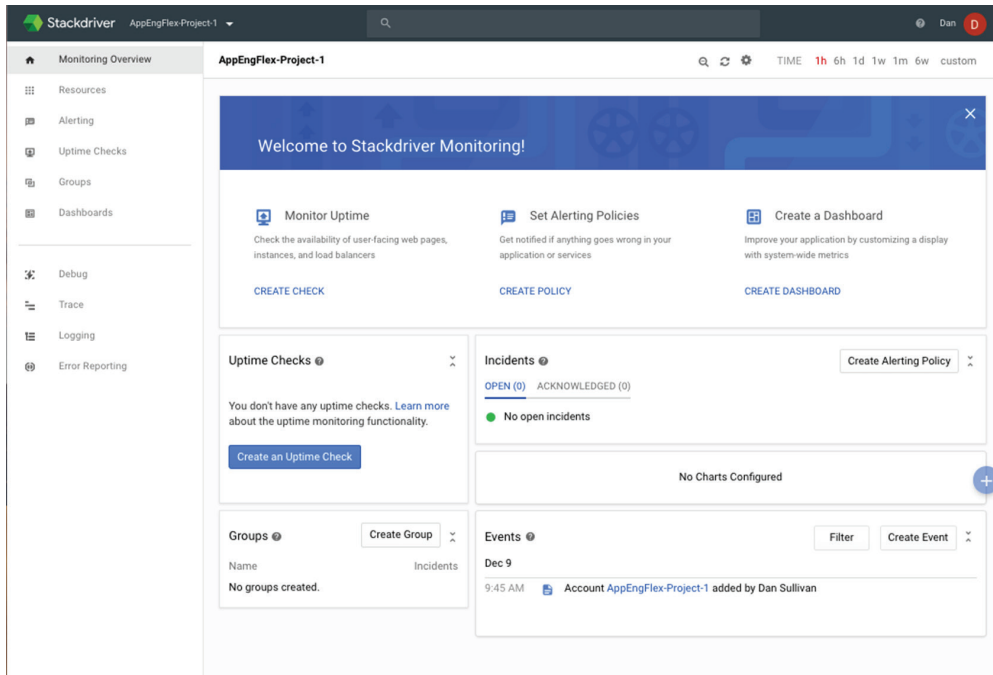 Stackdriver AppEngFlex-Project-1 Dan D
Monitoring Overview
Resources
Alerting
Uptime Checks
Groups
Dashboards
Debug
Trace
Logging
Error Reporting
AppEngFlex-Project-1 TIME 1h 6h 1d 1w 1m 6w custom
Welcome to Stackdriver Monitoring!
Monitor Uptime
Check the availability of user-facing web pages,
instances, and load balancers
CREATE CHECK
Set Alerting Policies
Get notified if anything goes wrong in your
application or services
CREATE POLICY
Create a Dashboard
Improve your application by customizing a display
with system-wide metrics
CREATE DASHBOARD
Uptime Checks
You don't have any uptime checks. Learn more
about the uptime monitoring functionality.
Create an Uptime Check
Incidents Create Alerting Policy
OPEN (0) ACKNOWLEDGED (0)
No open incidents
No Charts Configured
Groups Create Group
Name Incidents
No groups created.
Events Filter Create Event
Dec 9
9:45 AM Account AppEngFlex-Project-1 added by Dan Sullivan